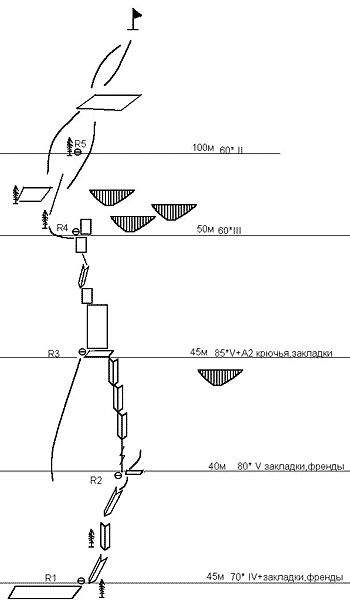 R5
100м 60* II
R4
50м 60*III
R3
45м 85*V+A2 крючья,закладки
R2
40м 80* V закладки,френды
R1
45м 70* IV+закладки,френды